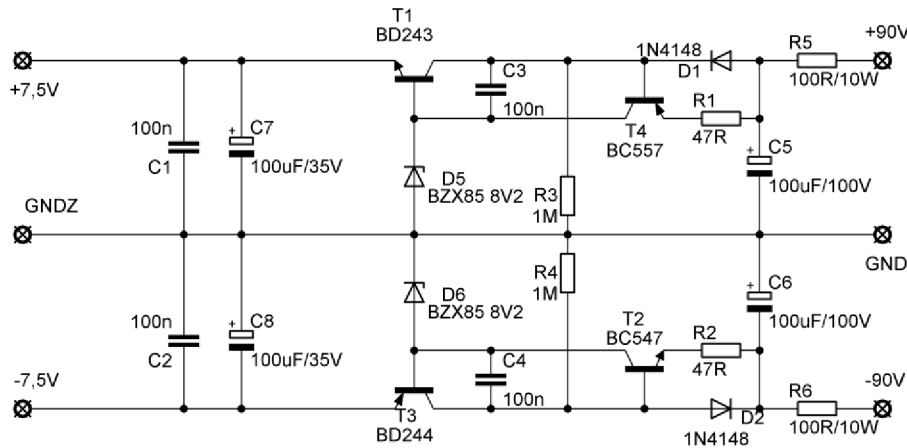 T1
BD243
+90V
R5
1N4148
D1
100R/10W
+7,5V
C3
100n
R1
47R
T4
BC557
100n
C1
+
C7
100uF/35V
+
C5
100uF/100V
D5
BZX85 8V2
R3
1M
GNDZ
GND
R4
1M
D6
BZX85 8V2
+
C6
100uF/100V
100n
C2
+
C8
100uF/35V
T2
BC547
R2
47R
C4
100n
-7,5V
-90V
R6
100R/10W
T3
BD244
D2
1N4148